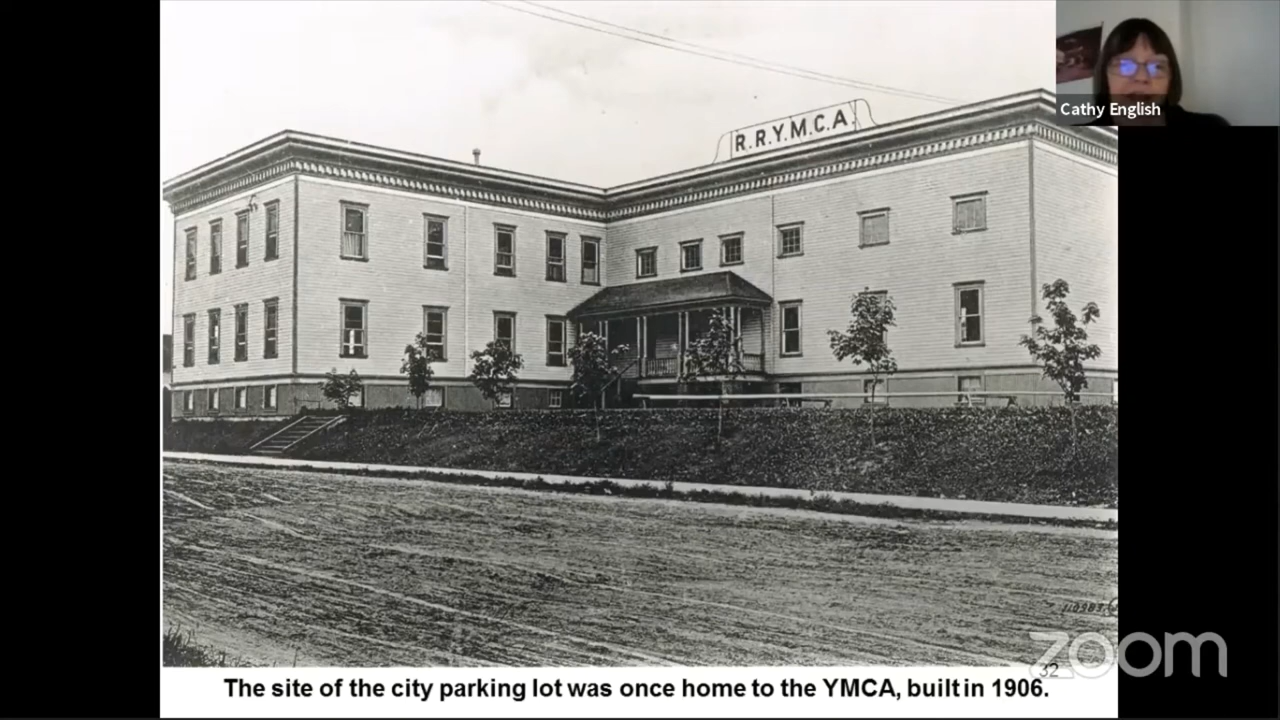 R.R.Y.M.C.A.
Cathy English
32
zoom
The site of the city parking lot was once home to the YMCA, built in 1906.